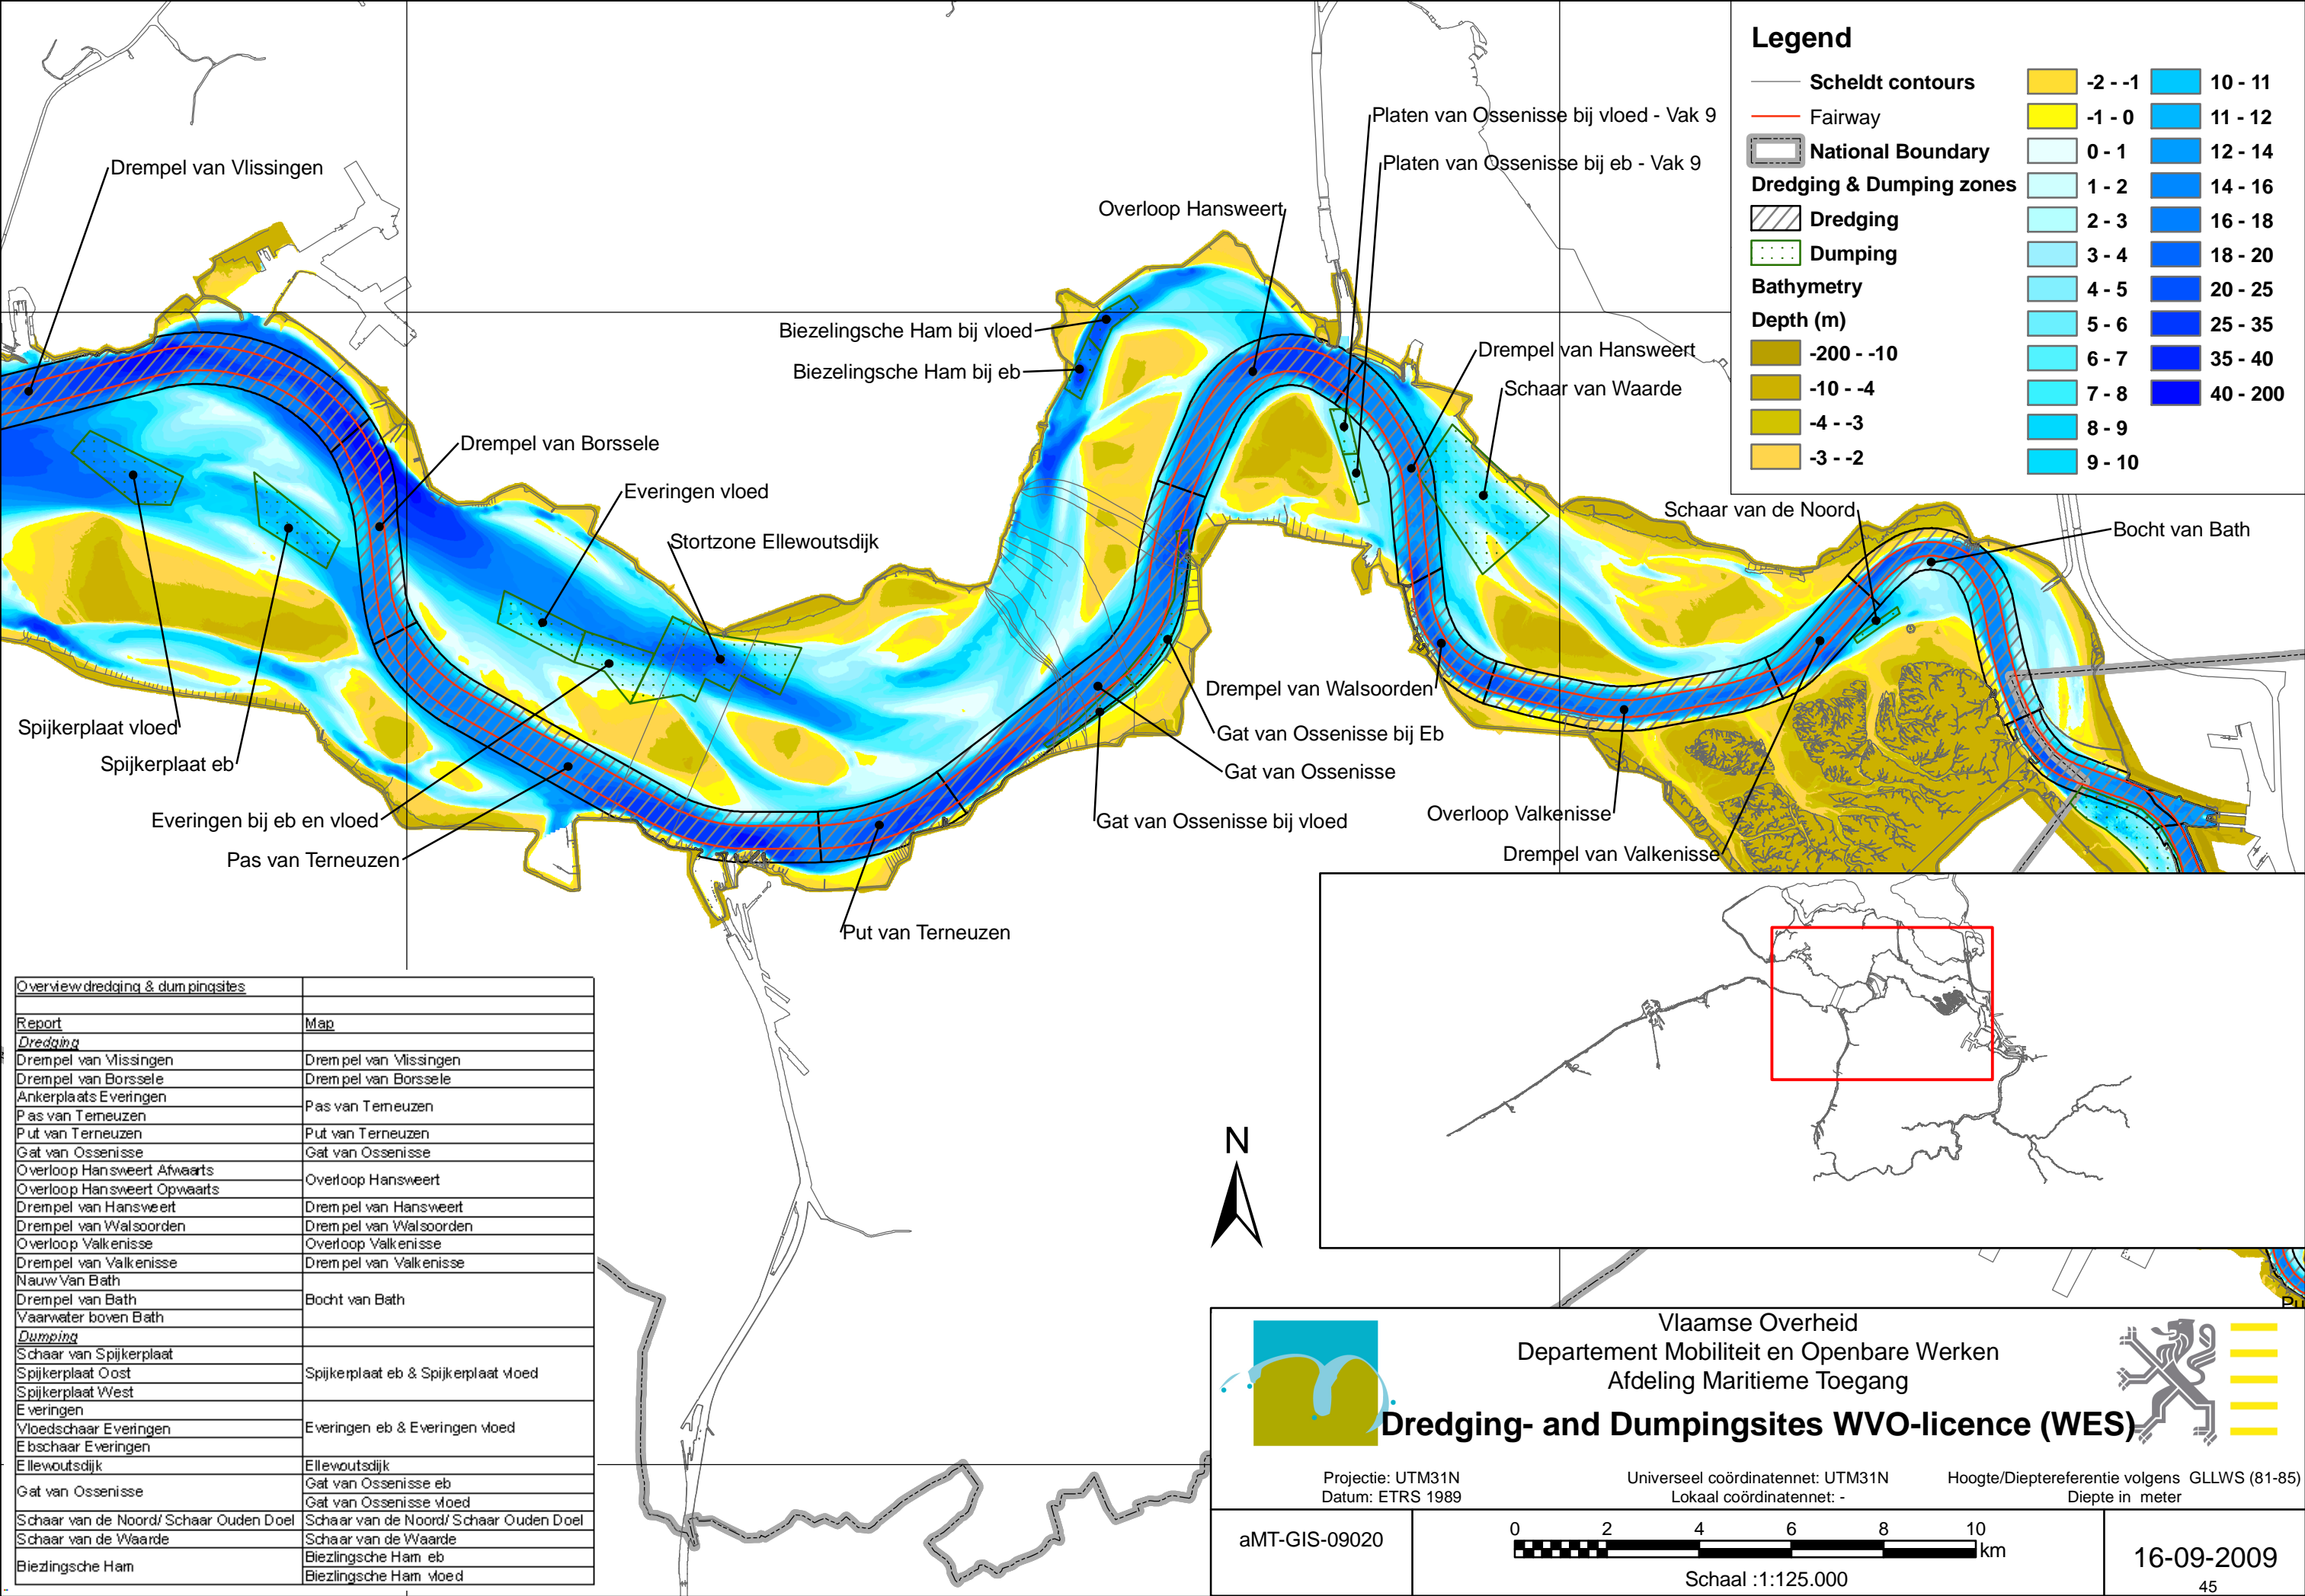 Legend
Scheldt contours
Fairway
National Boundary
Dredging & Dumping zones
Dredging
Dumping
Bathymetry
Depth (m)
-200 - -10
-10 - -4
-4 - -3
-3 - -2
-2 - -1
-1 - 0
0 - 1
1 - 2
2 - 3
3 - 4
4 - 5
5 - 6
6 - 7
7 - 8
8 - 9
9 - 10
10 - 11
11 - 12
12 - 14
14 - 16
16 - 18
18 - 20
20 - 25
25 - 35
35 - 40
40 - 200
Platen van Ossenisse bij vloed - Vak 9
Platen van Ossenisse bij eb - Vak 9
Drempel van Vlissingen
Overloop Hansweert
Biezelingsche Ham bij vloed
Biezelingsche Ham bij eb
Drempel van Hansweert
Schaar van Waarde
Drempel van Borssele
Everingen vloed
Stortzone Ellewoutsdijk
Schaar van de Noord
Bocht van Bath
Drempel van Walsoorden
Spijkerplaat vloed
Gat van Ossenisse bij Eb
Spijkerplaat eb
Gat van Ossenisse
Everingen bij eb en vloed
Gat van Ossenisse bij vloed
Overloop Valkenisse
Pas van Terneuzen
Drempel van Valkenisse
Put van Terneuzen
Overview dredging & dumpingsites
Report Map
Dredging
Drempel van Vlissingen Drempel van Vlissingen
Drempel van Borssele Drempel van Borssele
Ankerplaats Everingen
Pas van Terneuzen
Pas van Terneuzen
Put van Terneuzen Put van Terneuzen
Gat van Ossenisse Gat van Ossenisse
Overloop Hansweert Afwaarts
Overloop Hansweert
Overloop Hansweert Opwaarts
Drempel van Hansweert Drempel van Hansweert
Drempel van Walsoorden Drempel van Walsoorden
Overloop Valkenisse Overloop Valkenisse
Drempel van Valkenisse Drempel van Valkenisse
Nauw Van Bath
Drempel van Bath Bocht van Bath
Vaarwater boven Bath
Dumping
Schaar van Spijkerplaat
Spijkerplaat Oost Spijkerplaat eb & Spijkerplaat vloed
Spijkerplaat West
Everingen
Vloedschaar Everingen Everingen eb & Everingen vloed
Ebschaar Everingen
Ellewoutsdijk Ellewoutsdijk
Gat van Ossenisse Gat van Ossenisse eb
Gat van Ossenisse vloed
Schaar van de Noord/ Schaar Ouden Doel Schaar van de Noord/ Schaar Ouden Doel
Schaar van de Waarde Schaar van de Waarde
Biezlingsche Ham Biezlingsche Ham eb
Biezlingsche Ham vloed
N
Pu
Vlaamse Overheid
Departement Mobiliteit en Openbare Werken
Afdeling Maritieme Toegang
Dredging- and Dumpingsites WVO-licence (WES)
Projectie: UTM31N
Datum: ETRS 1989
Universeel coördinatennet: UTM31N
Lokaal coördinatennet: -
Hoogte/Dieptereferentie volgens GLLWS (81-85)
Diepte in meter
aMT-GIS-09020
0 2 4 6 8 10
km
Schaal :1:125.000
16-09-2009
45